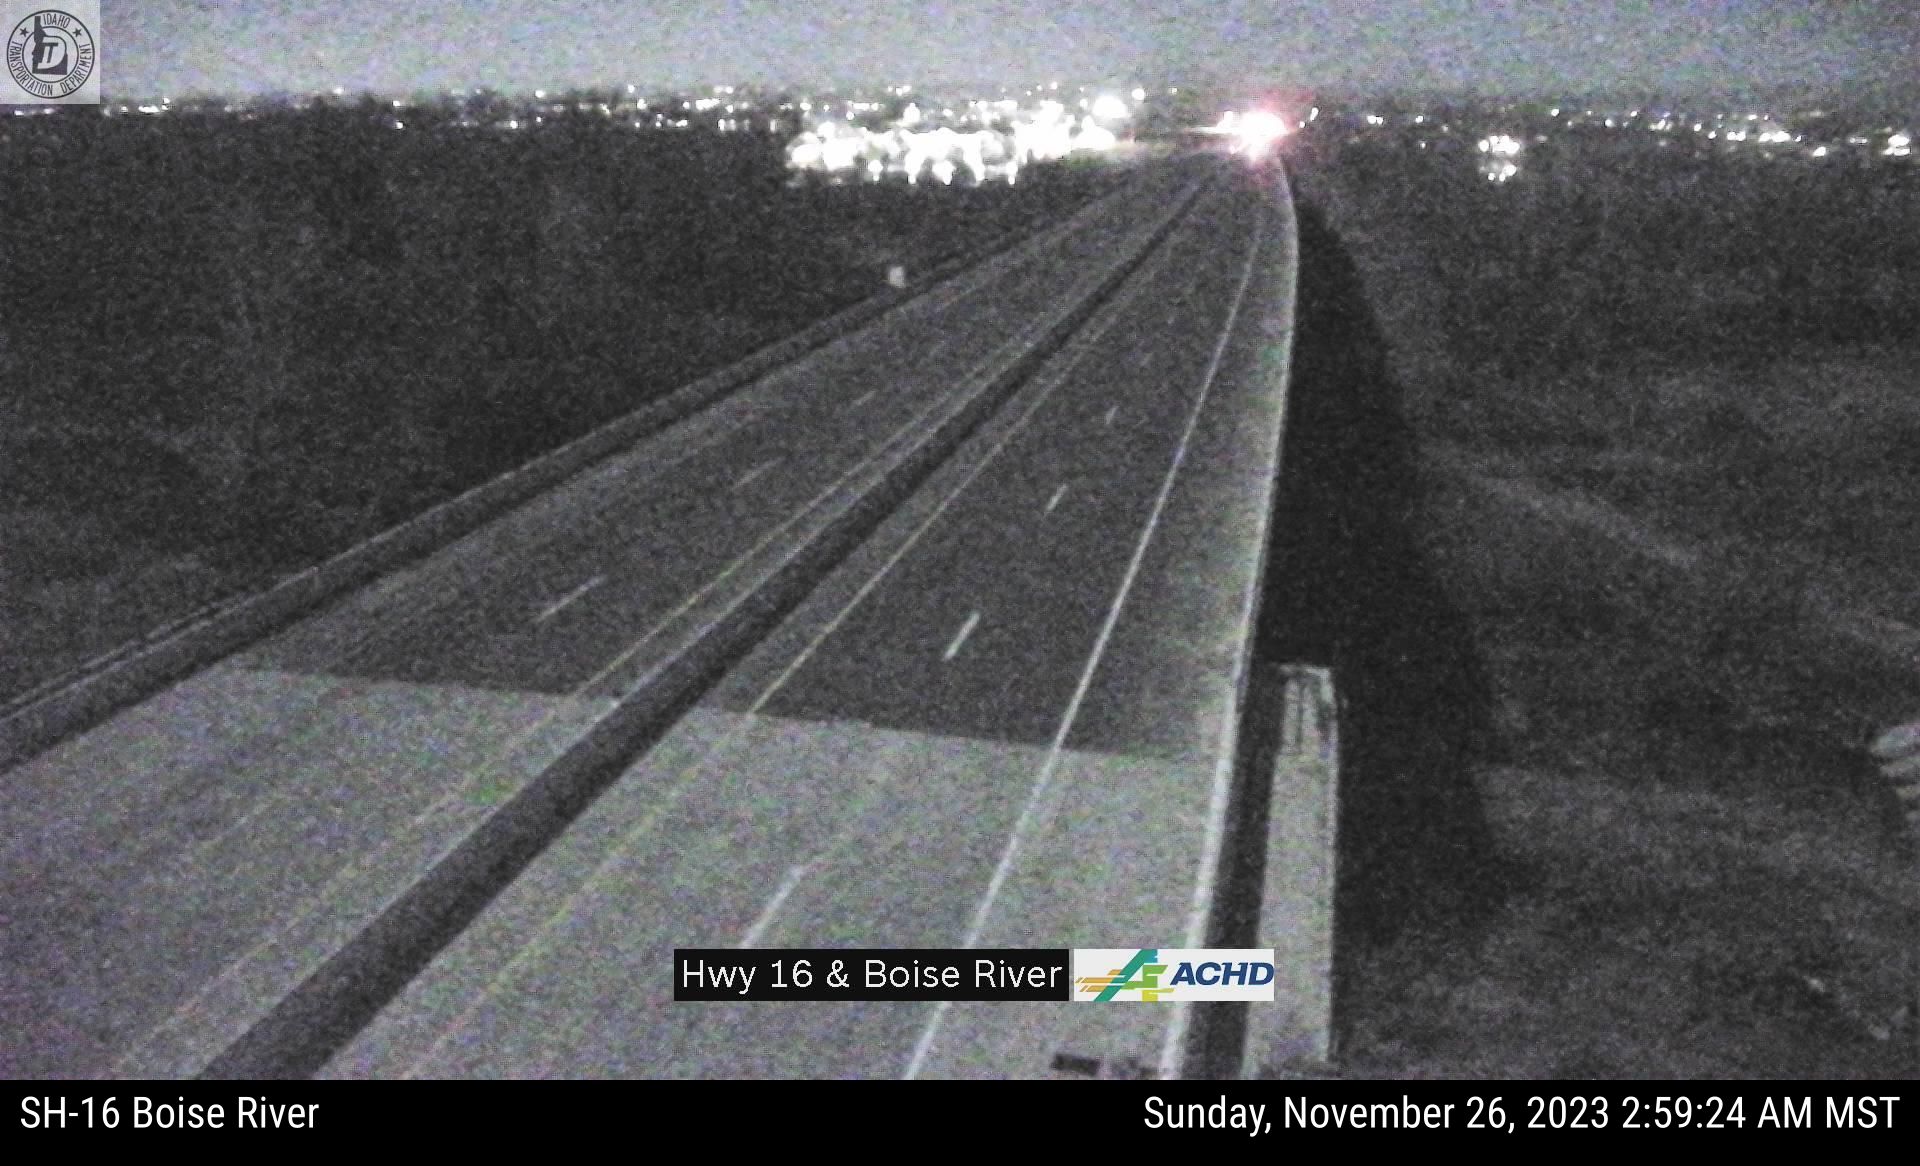 IDAHO
TRANSPORTATION DEPARTMENT
T
Hwy 16 & Boise River
ACHD
SH-16 Boise River
Sunday, November 26, 2023 2:59:24 AM MST